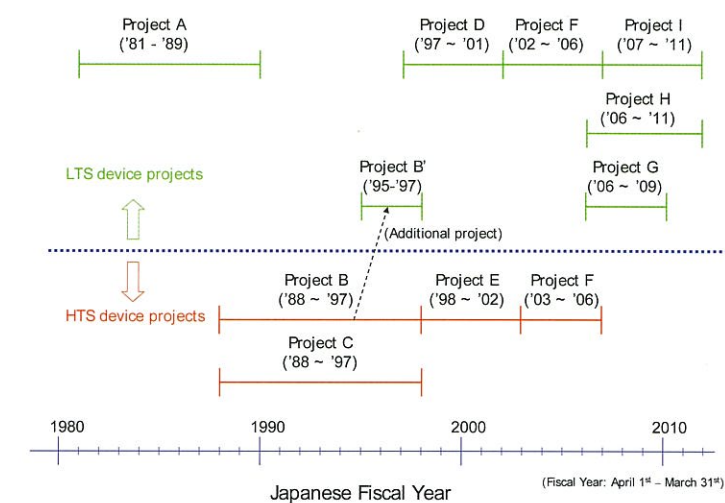 Project A
('81 - '89)
Project D
('97 ~ '01)
Project F
('02 ~ '06)
Project I
('07 ~ '11)
Project H
('06 ~ '11)
Project B'
('95-'97)
Project G
('06 ~ '09)
LTS device projects
(Additional project)
HTS device projects
Project B
('88 ~ '97)
Project E
('98 ~ '02)
Project F
('03 ~ '06)
Project C
('88 ~ '97)
1980
1990
2000
2010
Japanese Fiscal Year
(Fiscal Year: April 1st – March 31st)